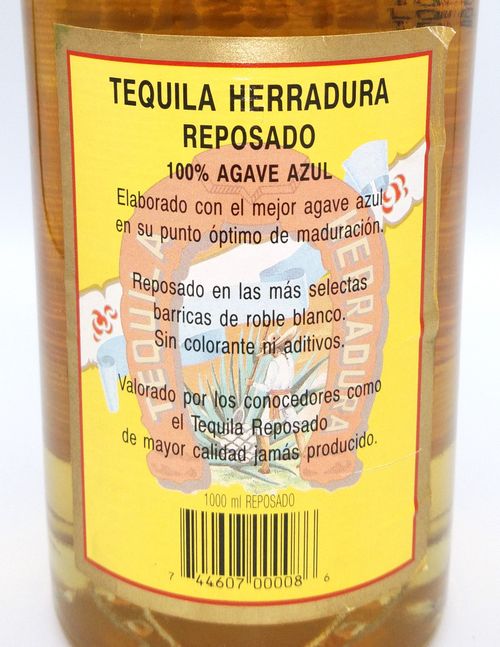 TEQUILA HERRADURA
REPOSADO
100% AGAVE AZUL
Elaborado con el mejor agave azul
en su punto óptimo de maduración.
Reposado en las más selectas
barricas de roble blanco.
Sin colorante ni aditivos.
Valorado por los conocedores como
el Tequila Reposado
de mayor calidad jamás producido.
TEQUILA HERRADURA
1000 ml REPOSADO
7 44607 00008 6